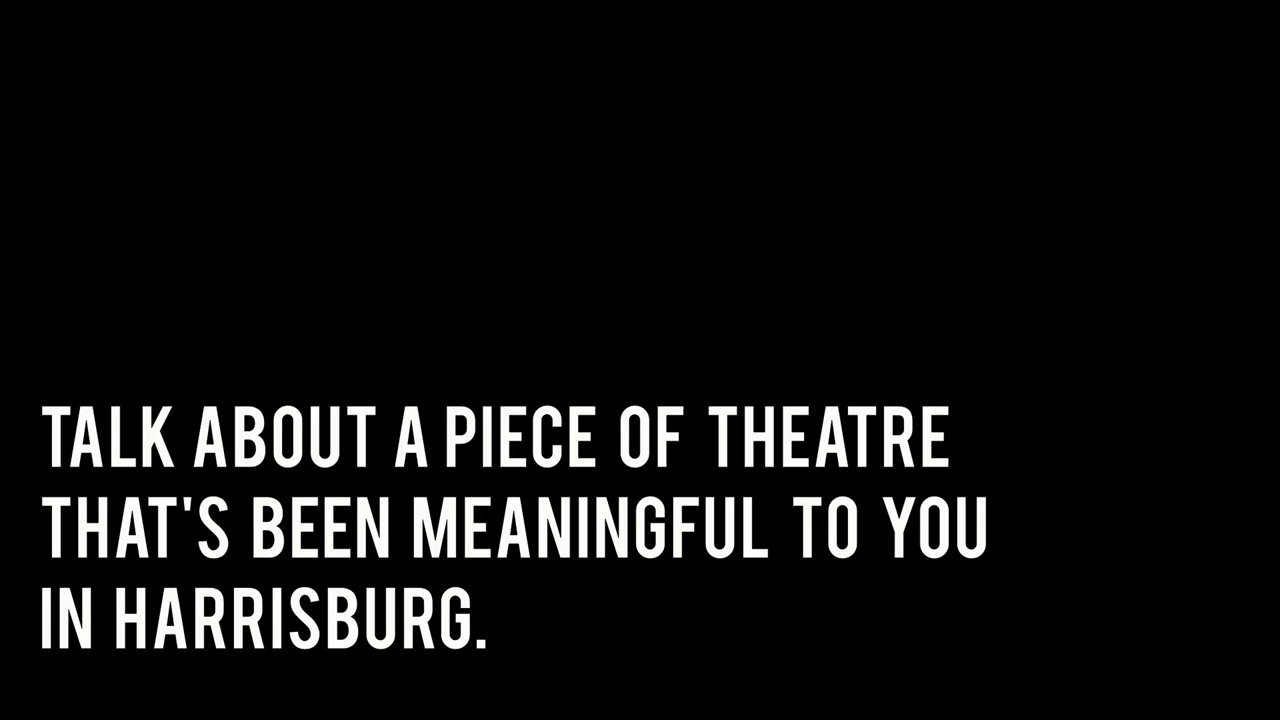 TALK ABOUT A PIECE OF THEATRE
THAT'S BEEN MEANINGFUL TO YOU
IN HARRISBURG.